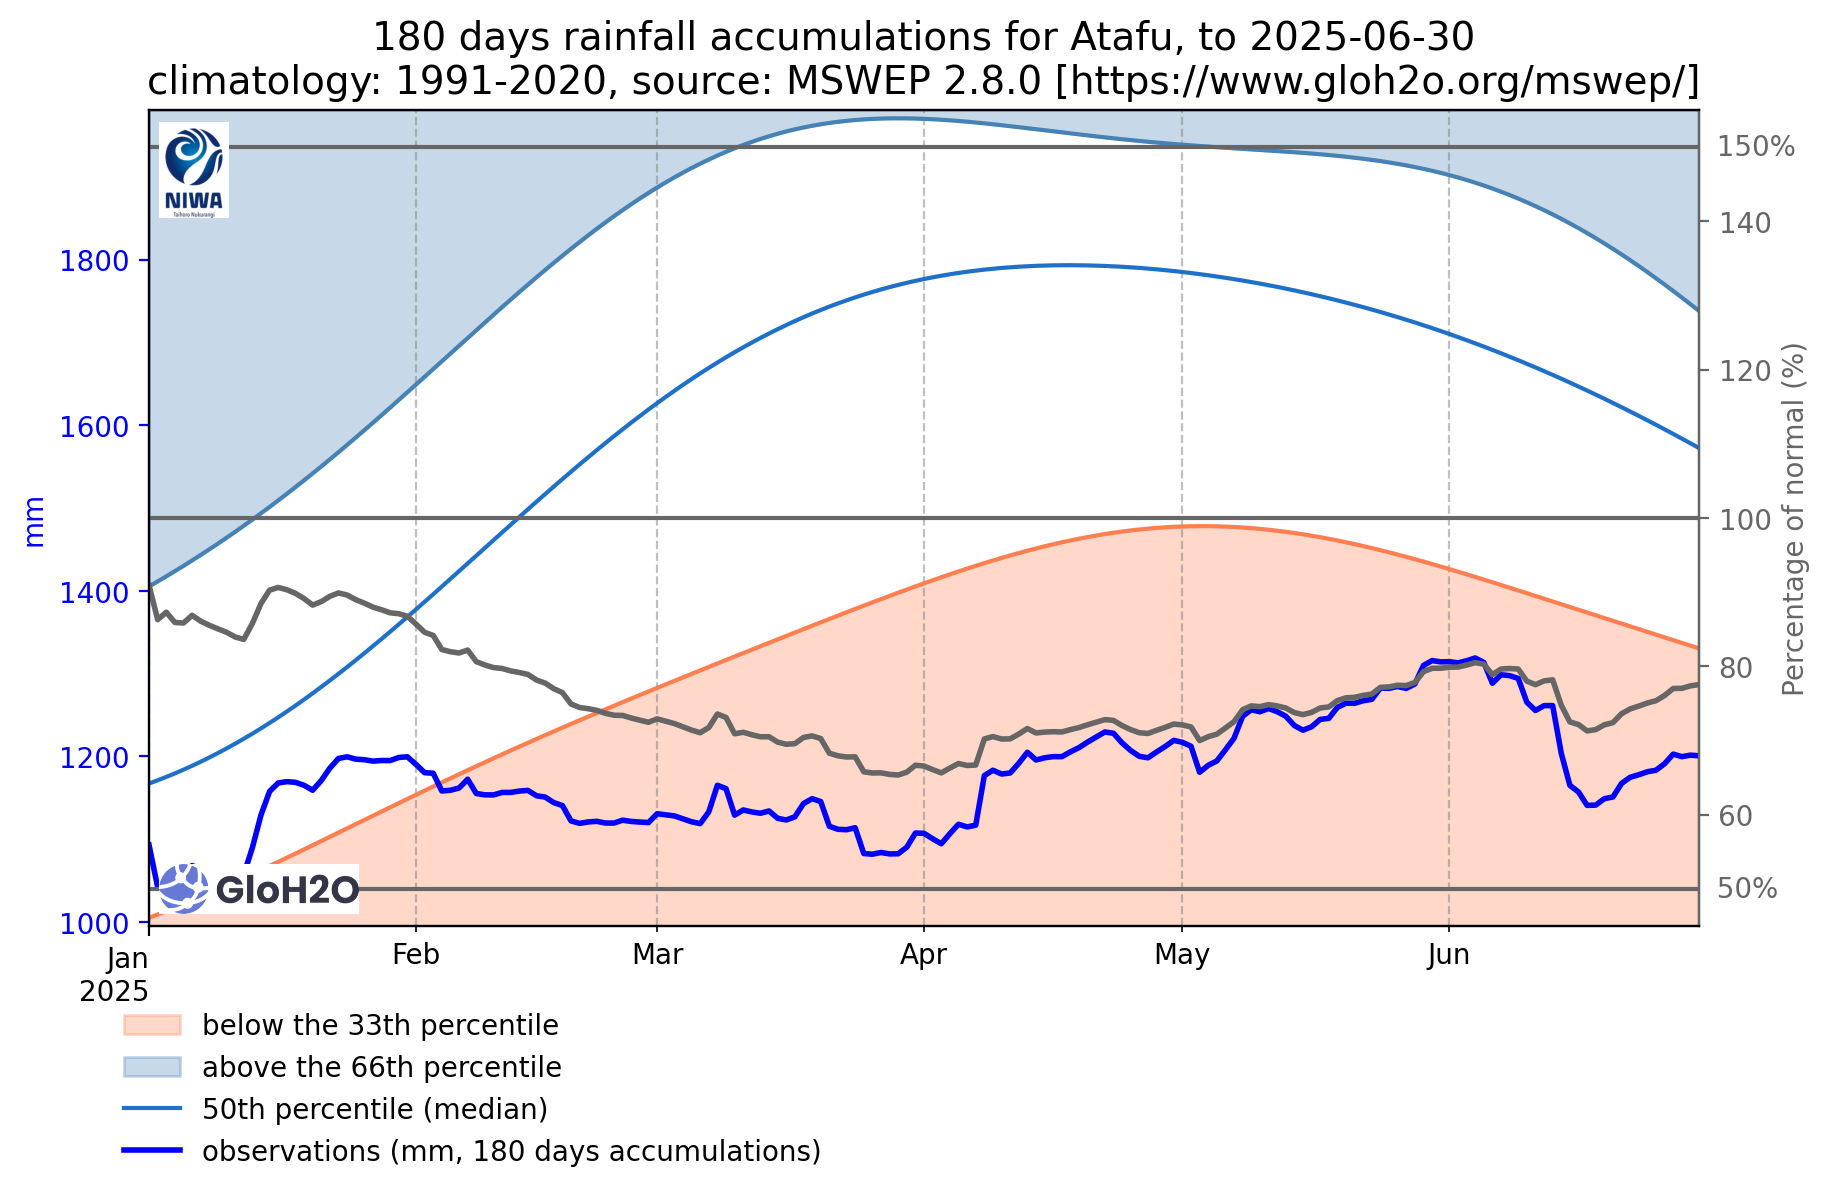 180 days rainfall accumulations for Atafu, to 2025-06-30
climatology: 1991-2020, source: MSWEP 2.8.0 [https://www.gloh2o.org/mswep/]
NIWA
Taihoro Nukurangi
150%
140
120
100
80
60
50%
Percentage of normal (%)
1800
1600
1400
1200
1000
mm
GloH2O
Jan
2025
Feb
Mar
Apr
May
Jun
below the 33th percentile
above the 66th percentile
50th percentile (median)
observations (mm, 180 days accumulations)